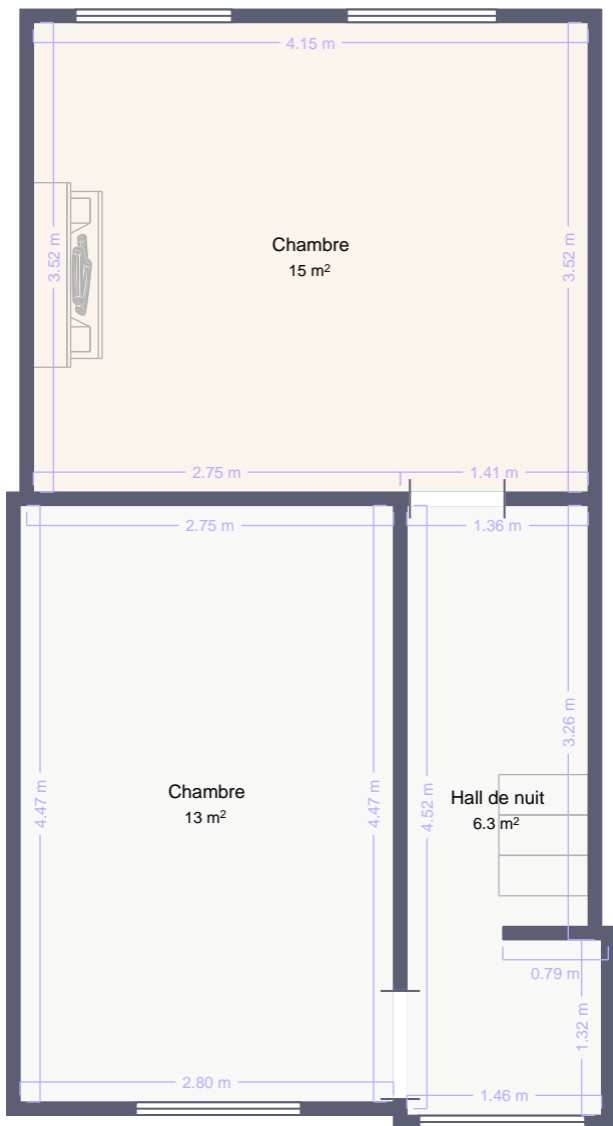 4.15 m
3.52 m
3.52 m
Chambre
15 m²
2.75 m
1.41 m
2.75 m
1.36 m
4.47 m
4.47 m
4.52 m
3.26 m
Chambre
13 m²
Hall de nuit
6.3 m²
0.79 m
1.32 m
2.80 m
1.46 m